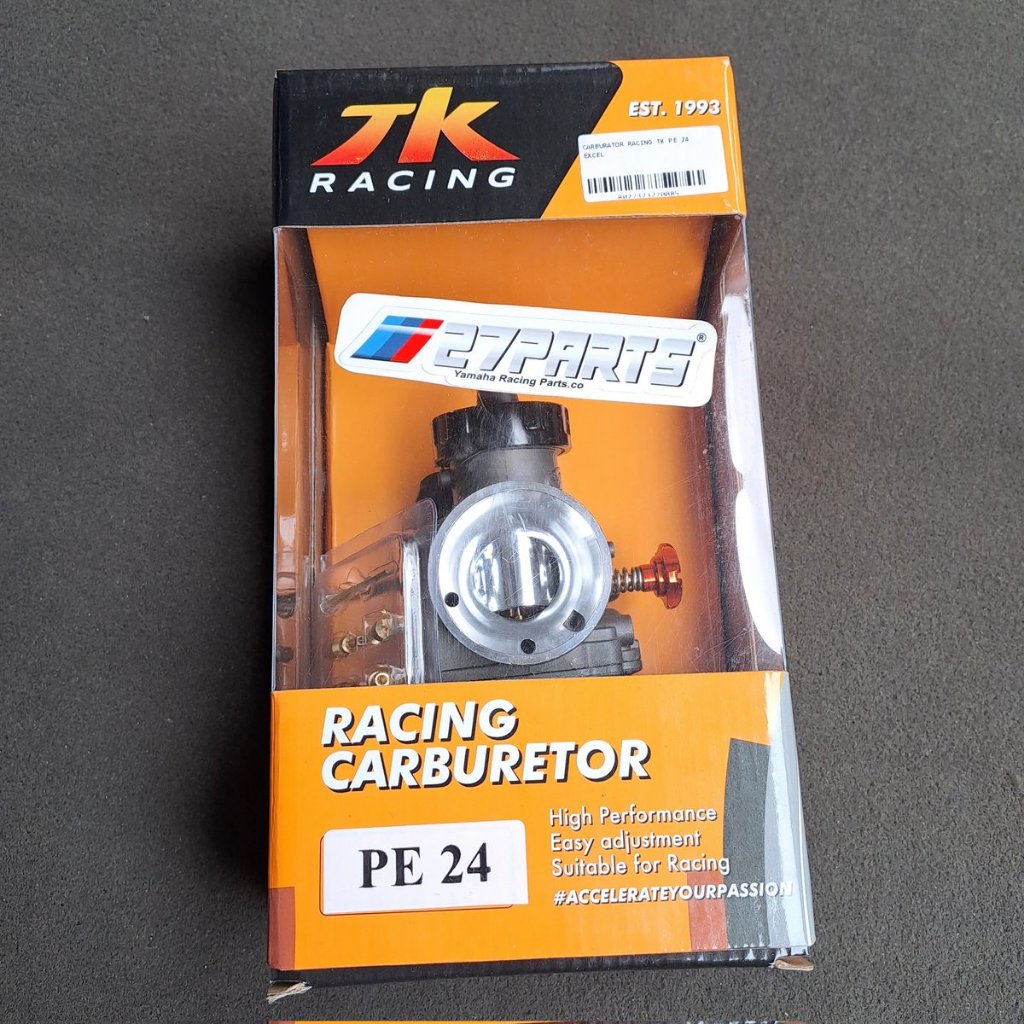 TK
RACING
EST. 1993
CARBURATOR RACING TK PE 24
EXCEL
27PARTS®
Yamaha Racing Parts.co
RACING
CARBURETOR
PE 24
High Performance
Easy adjustment
Suitable for Racing
#ACCELERATEYOURPASSION